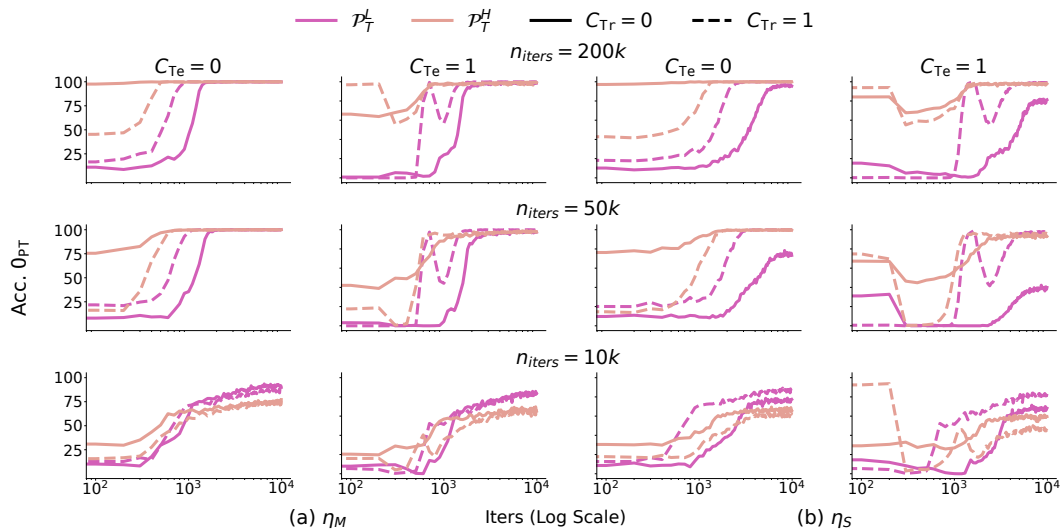 𝒫_T^L 𝒫_T^H C_Tr = 0 C_Tr = 1
n_iters = 200k
C_Te = 0 C_Te = 1 C_Te = 0 C_Te = 1
100
75
50
25
n_iters = 50k
Acc. 0_PT
100
75
50
25
n_iters = 10k
100
75
50
25
10^2 10^3 10^4 10^2 10^3 10^4 10^2 10^3 10^4 10^2 10^3 10^4
(a) η_M Iters (Log Scale) (b) η_S